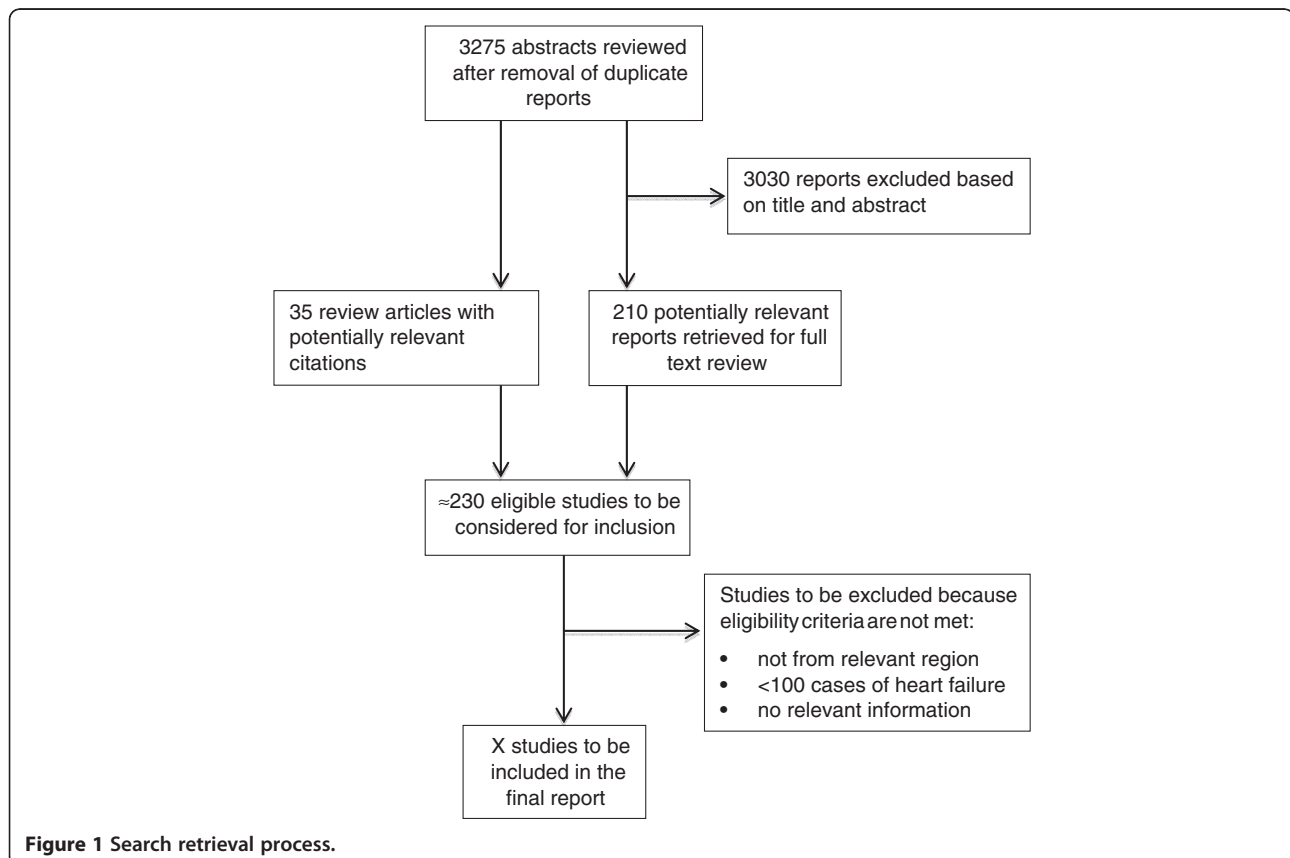 3275 abstracts reviewed
after removal of duplicate
reports
3030 reports excluded based
on title and abstract
35 review articles with
potentially relevant
citations
210 potentially relevant
reports retrieved for full
text review
≈230 eligible studies to be
considered for inclusion
Studies to be excluded because
eligibility criteria are not met:
• not from relevant region
• <100 cases of heart failure
• no relevant information
X studies to be
included in the
final report
Figure 1 Search retrieval process.